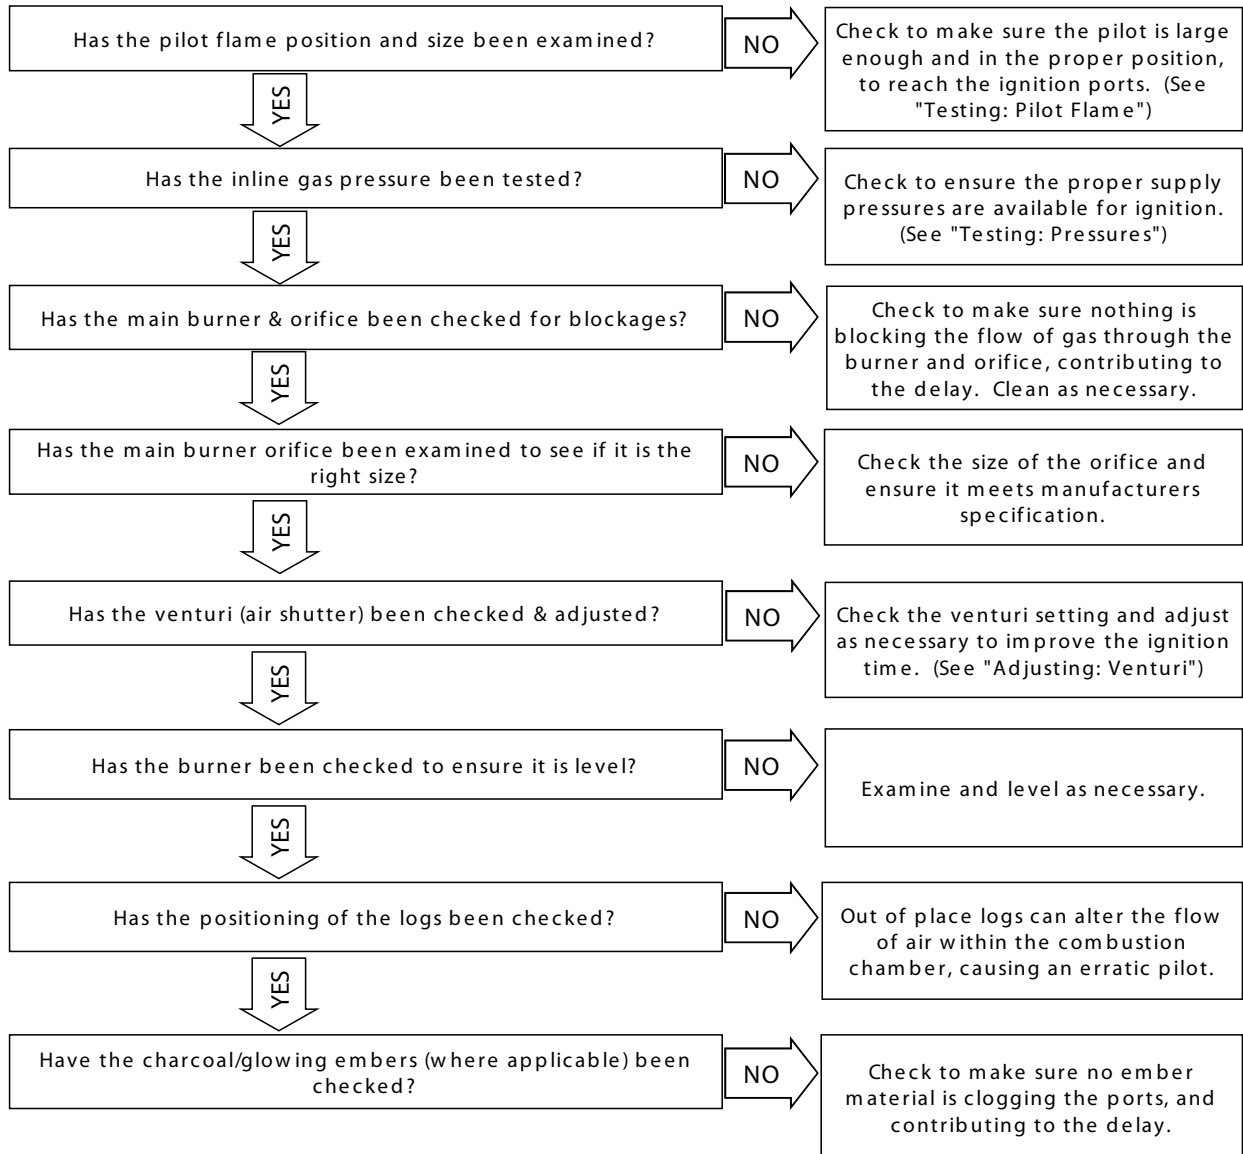 Has the pilot flame position and size been examined?
NO
Check to make sure the pilot is large
enough and in the proper position,
to reach the ignition ports. (See
"Testing: Pilot Flame")
YES
Has the inline gas pressure been tested?
NO
Check to ensure the proper supply
pressures are available for ignition.
(See "Testing: Pressures")
YES
Has the main burner & orifice been checked for blockages?
NO
Check to make sure nothing is
blocking the flow of gas through the
burner and orifice, contributing to
the delay. Clean as necessary.
YES
Has the main burner orifice been examined to see if it is the
right size?
NO
Check the size of the orifice and
ensure it meets manufacturers
specification.
YES
Has the venturi (air shutter) been checked & adjusted?
NO
Check the venturi setting and adjust
as necessary to improve the ignition
time. (See "Adjusting: Venturi")
YES
Has the burner been checked to ensure it is level?
NO
Examine and level as necessary.
YES
Has the positioning of the logs been checked?
NO
Out of place logs can alter the flow
of air within the combustion
chamber, causing an erratic pilot.
YES
Have the charcoal/glowing embers (where applicable) been
checked?
NO
Check to make sure no ember
material is clogging the ports, and
contributing to the delay.